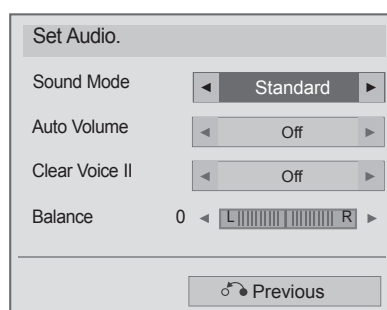 Set Audio.
Sound Mode ◄ Standard ►
Auto Volume ◄ Off ►
Clear Voice II ◄ Off ►
Balance 0 ◄ L R ►
Previous